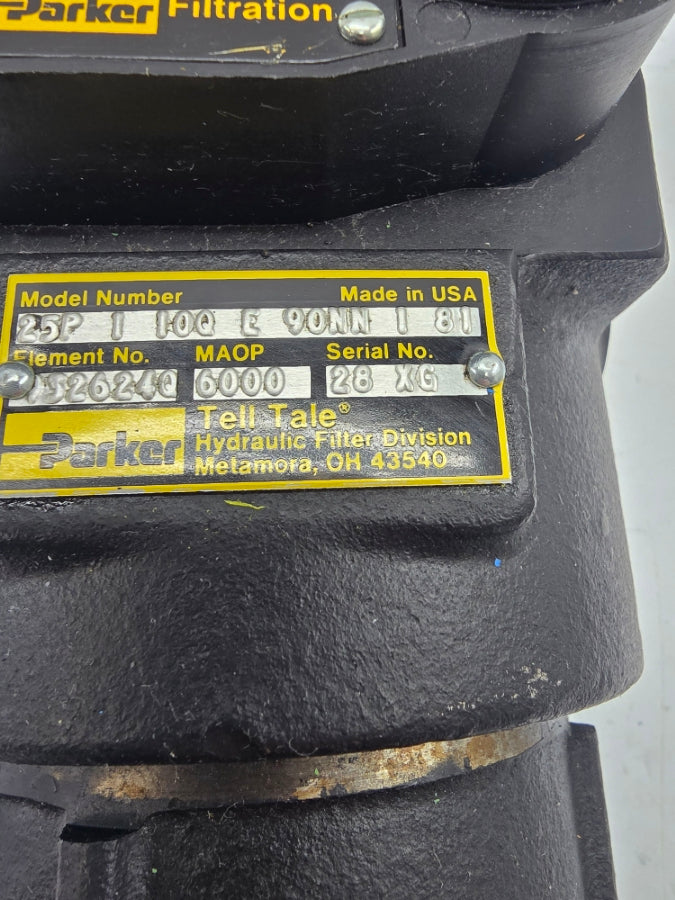 Parker Filtration
Model Number Made in USA
25P 1 10Q E 90NN 1 81
Element No. MAOP Serial No.
6000 28 XG
Parker
Tell Tale®
Hydraulic Filter Division
Metamora, OH 43540